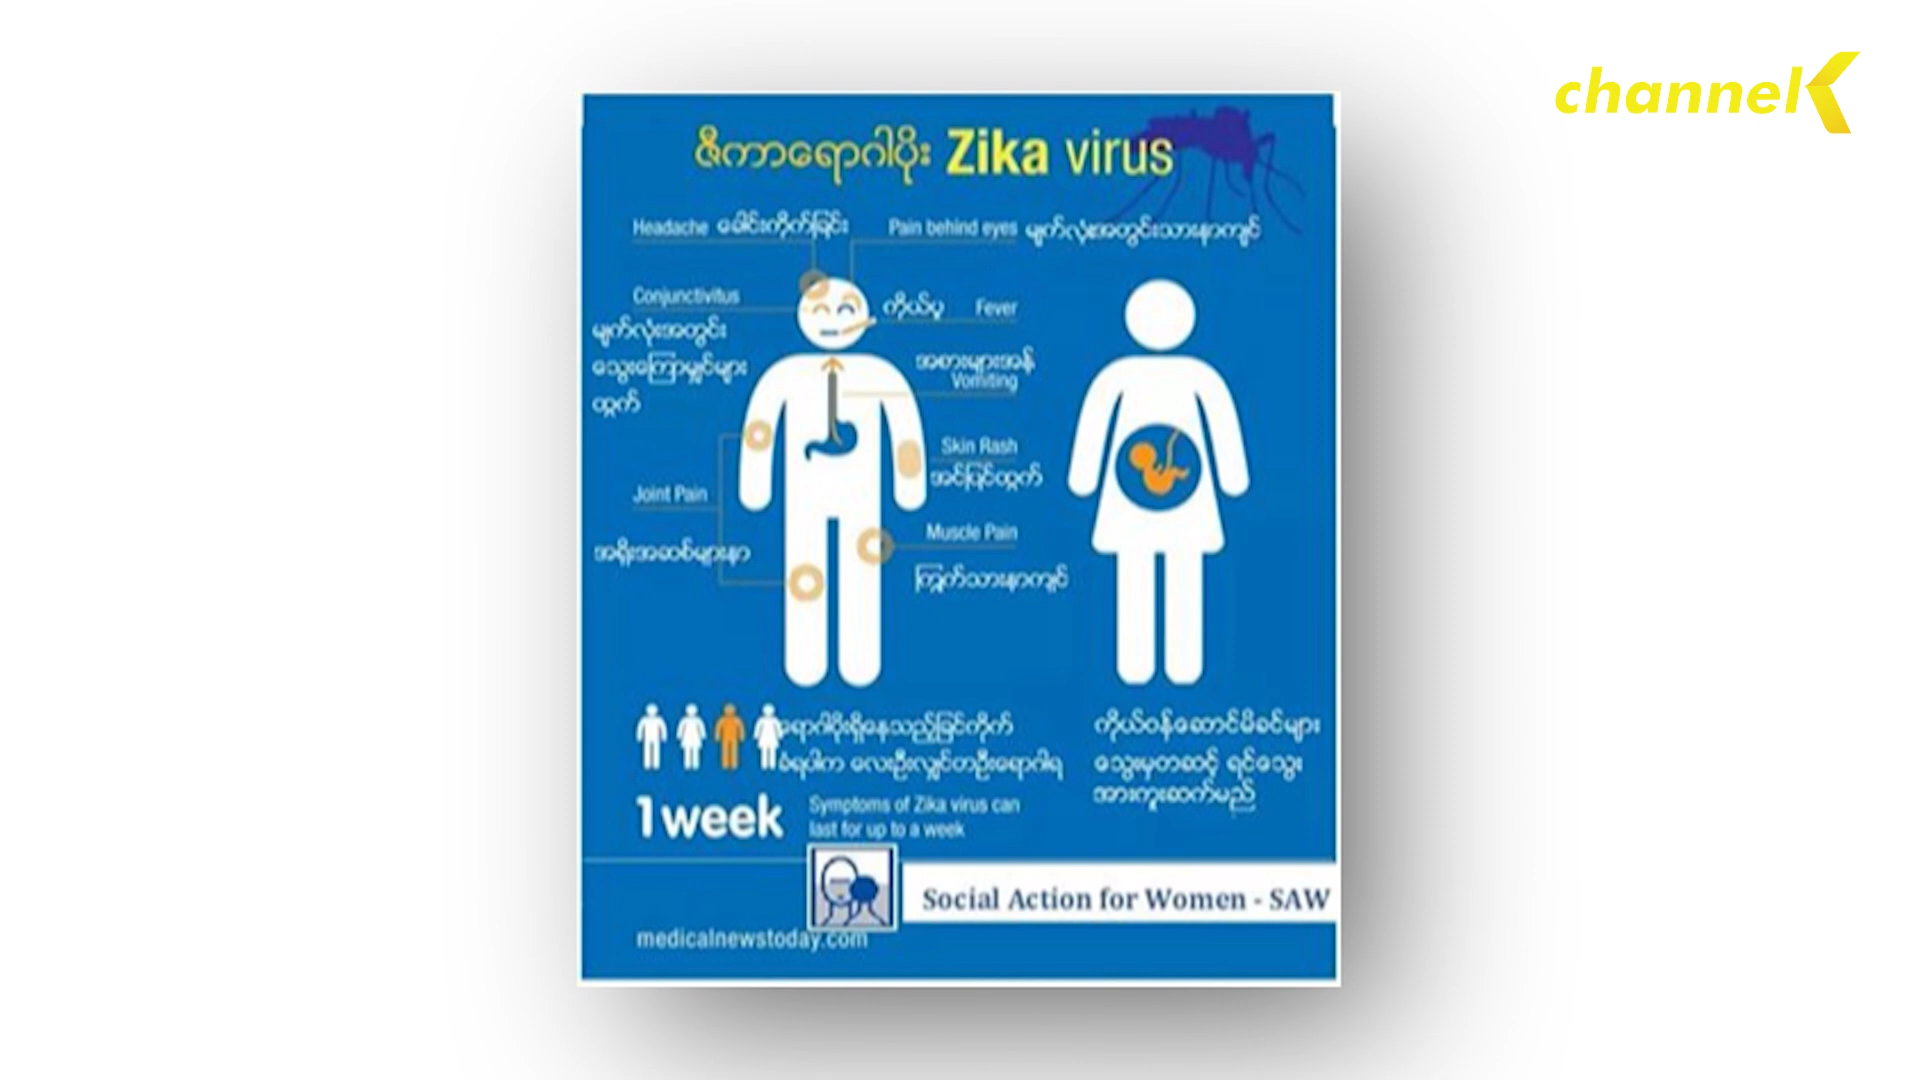 channelK
ဇီကာရောဂါပိုး Zika virus
Headache ခေါင်းကိုက်ခြင်း
Pain behind eyes မျက်လုံးအတွင်းသားနာကျင်
Conjunctivitus
မျက်လုံးအတွင်း
သွေးကြောမျှင်များ
ထွက်
ကိုယ်ပူ Fever
အစားများအန်
Vomiting
Skin Rash
အင်ပြင်ထွက်
Joint Pain
အရိုးအဆစ်များနာ
Muscle Pain
ကြွက်သားနာကျင်
ရောဂါပိုးရှိနေသည့်ခြင်ကိုက်
ခံရပါက လေးဦးလျှင်တဦးရောဂါရ
1 week
Symptoms of Zika virus can
last for up to a week
ကိုယ်ဝန်ဆောင်မိခင်များ
သွေးမှတဆင့် ရင်သွေး
အားကူးဆက်မည်
Social Action for Women - SAW
medicalnewstoday.com